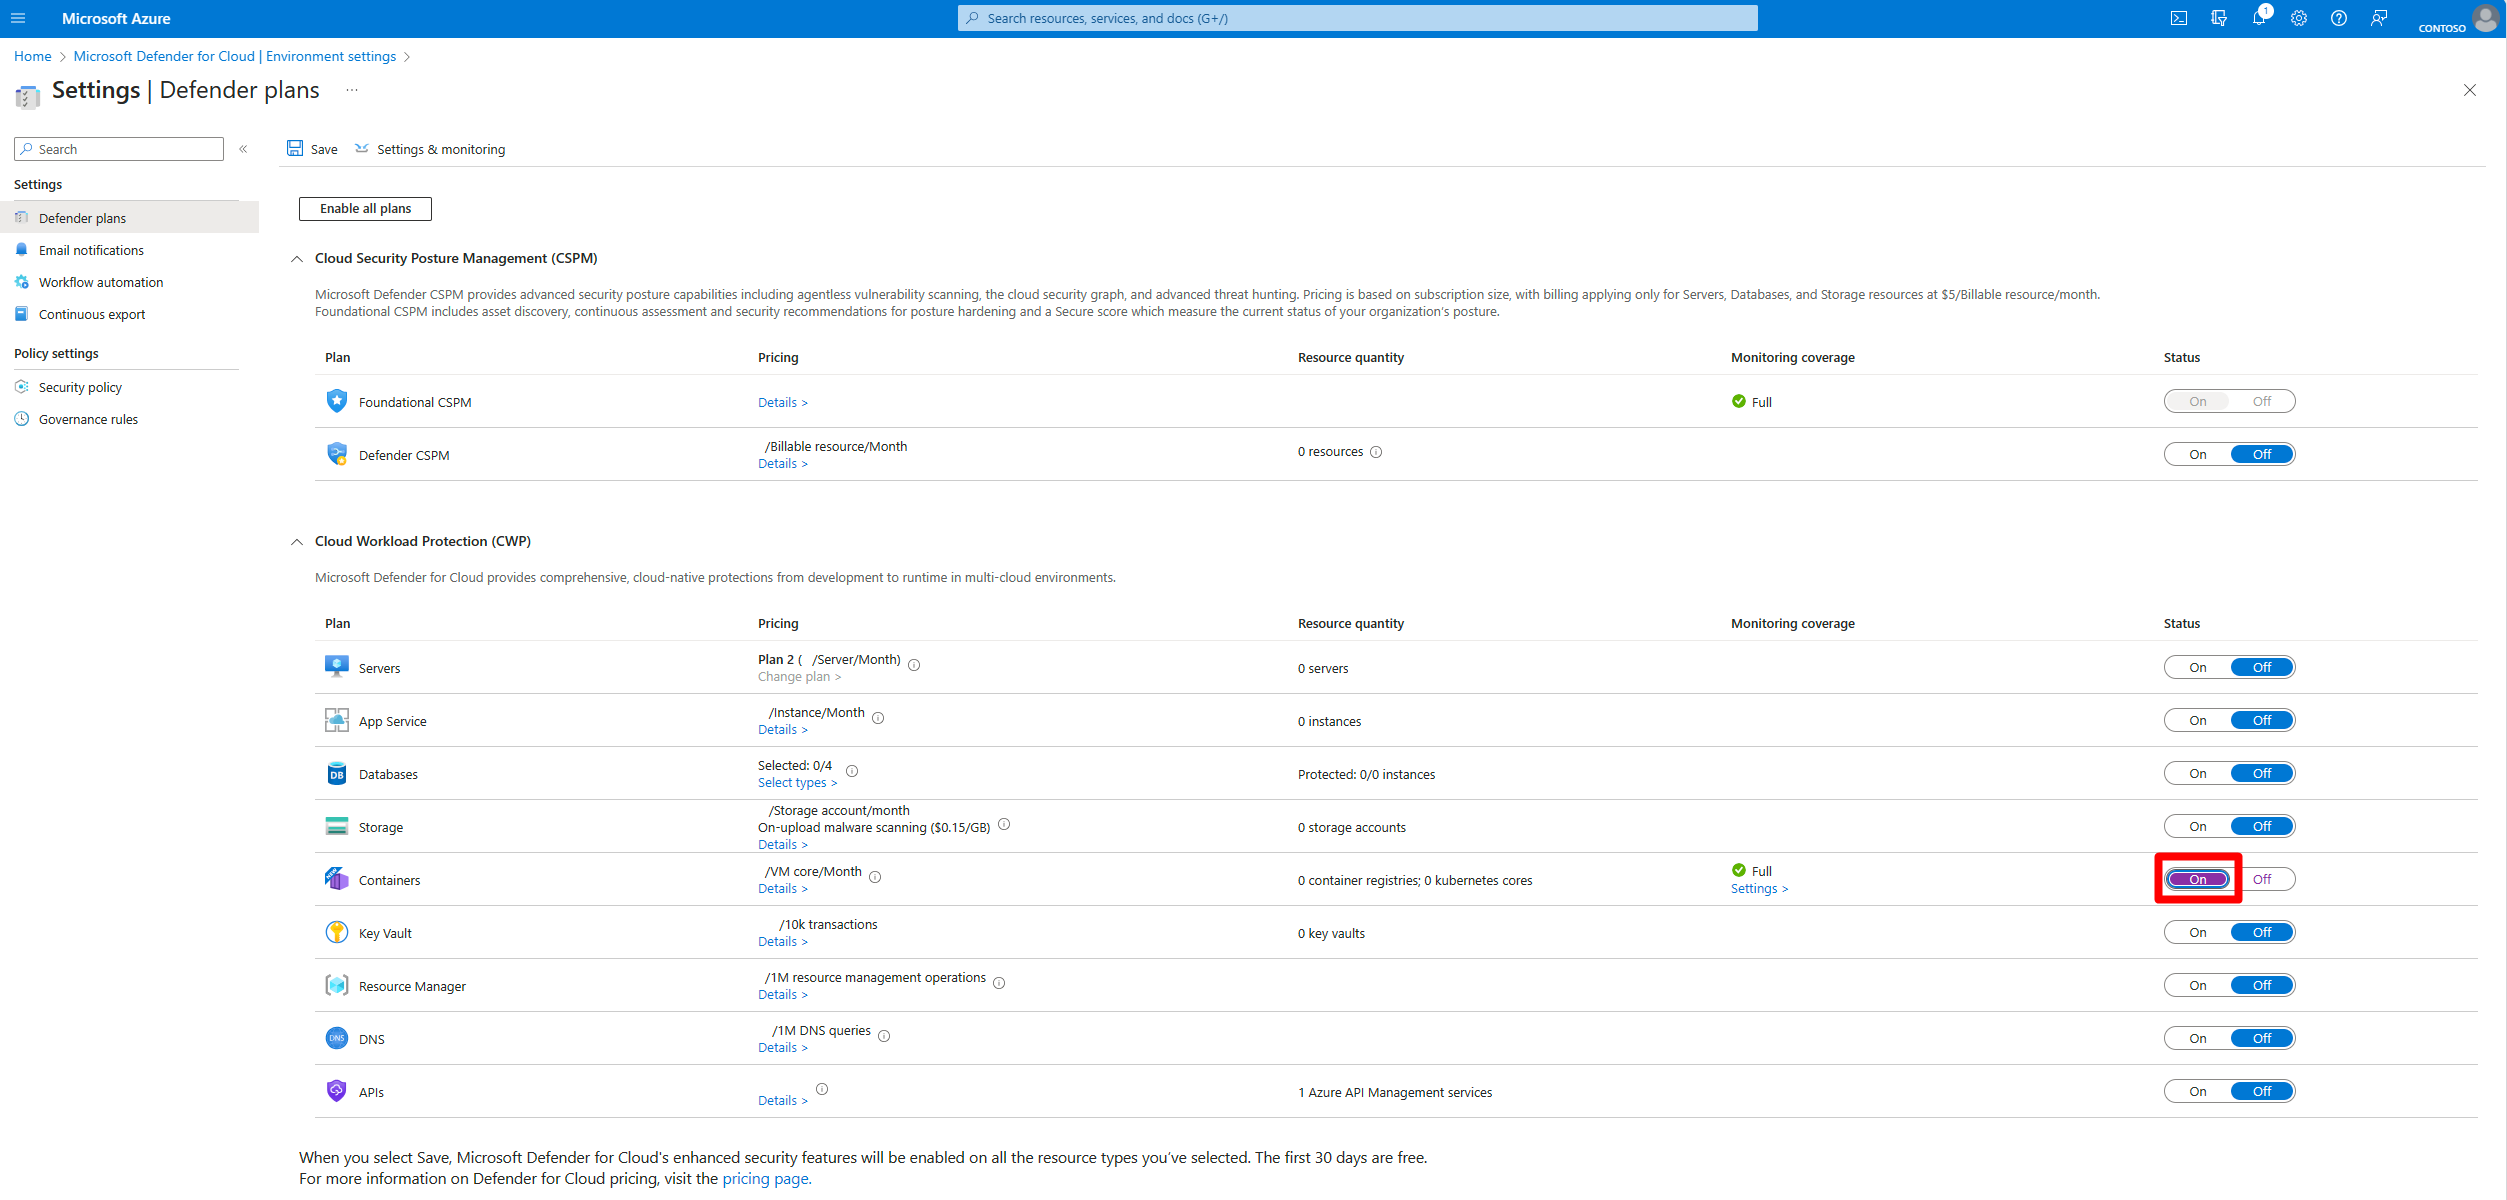 Microsoft Azure
Search resources, services, and docs (G+/)
1
CONTOSO
Home > Microsoft Defender for Cloud | Environment settings >
Settings | Defender plans ...
Search «
Save Settings & monitoring
Settings
Defender plans
Email notifications
Workflow automation
Continuous export
Policy settings
Security policy
Governance rules
Enable all plans
Cloud Security Posture Management (CSPM)
Microsoft Defender CSPM provides advanced security posture capabilities including agentless vulnerability scanning, the cloud security graph, and advanced threat hunting. Pricing is based on subscription size, with billing applying only for Servers, Databases, and Storage resources at $5/Billable resource/month.
Foundational CSPM includes asset discovery, continuous assessment and security recommendations for posture hardening and a Secure score which measure the current status of your organization's posture.
Plan Pricing Resource quantity Monitoring coverage Status
Foundational CSPM Details > Full On Off
/Billable resource/Month
Defender CSPM 0 resources On Off
Details >
Cloud Workload Protection (CWP)
Microsoft Defender for Cloud provides comprehensive, cloud-native protections from development to runtime in multi-cloud environments.
Plan Pricing Resource quantity Monitoring coverage Status
Plan 2 ( /Server/Month)
Servers 0 servers On Off
Change plan >
/Instance/Month
App Service 0 instances On Off
Details >
Selected: 0/4
DB Databases Protected: 0/0 instances On Off
Select types >
/Storage account/month
Storage On-upload malware scanning ($0.15/GB) 0 storage accounts On Off
Details >
/VM core/Month Full
NEW Containers 0 container registries; 0 kubernetes cores On Off
Details > Settings >
/10k transactions
Key Vault 0 key vaults On Off
Details >
/1M resource management operations
Resource Manager On Off
Details >
/1M DNS queries
DNS DNS On Off
Details >
APIs 1 Azure API Management services On Off
Details >
When you select Save, Microsoft Defender for Cloud's enhanced security features will be enabled on all the resource types you've selected. The first 30 days are free.
For more information on Defender for Cloud pricing, visit the pricing page.